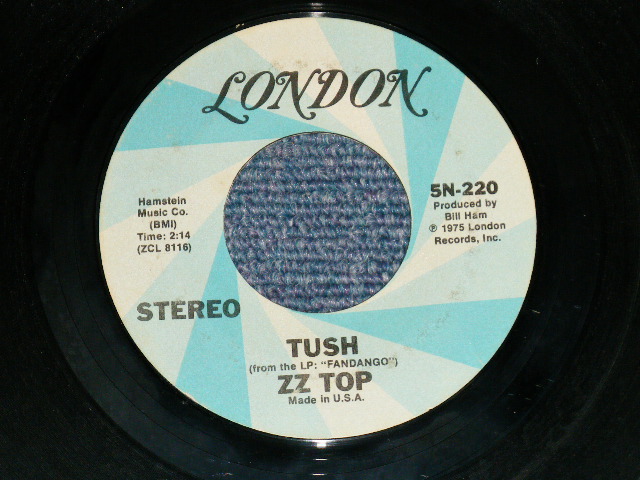 LONDON
Hamstein
Music Co.
(BMI)
Time: 2:14
(ZCL 8116)
5N-220
Produced by
Bill Ham
℗ 1975 London
Records, Inc.
STEREO
TUSH
(from the LP: "FANDANGO")
ZZ TOP
Made in U.S.A.